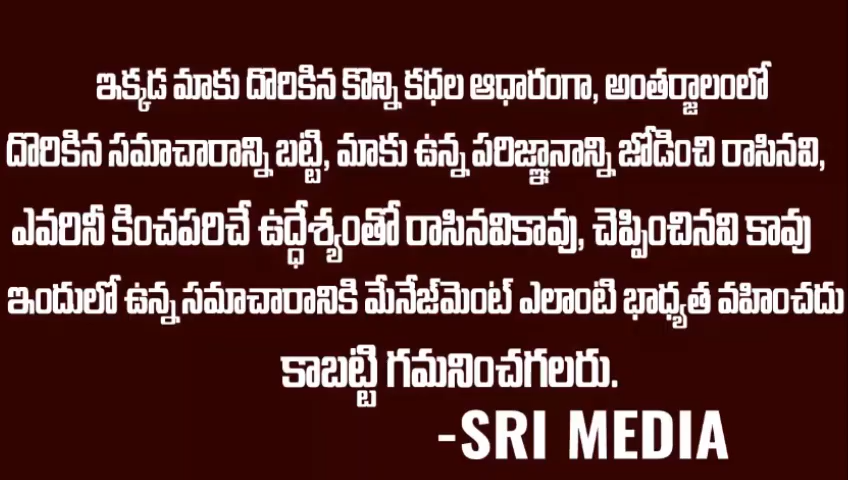 ఇక్కడ మాకు దొరికిన కొన్ని కధల ఆధారంగా, అంతర్జాలంలో
దొరికిన సమాచారాన్ని బట్టి, మాకు ఉన్న పరిజ్ఞానాన్ని జోడించి రాసినవి,
ఎవరినీ కించపరిచే ఉద్ధేశ్యంతో రాసినవికావు, చెప్పించినవి కావు
ఇందులో ఉన్న సమాచారానికి మేనేజ్‌మెంట్ ఎలాంటి భాధ్యత వహించదు
కాబట్టి గమనించగలరు.
-SRI MEDIA